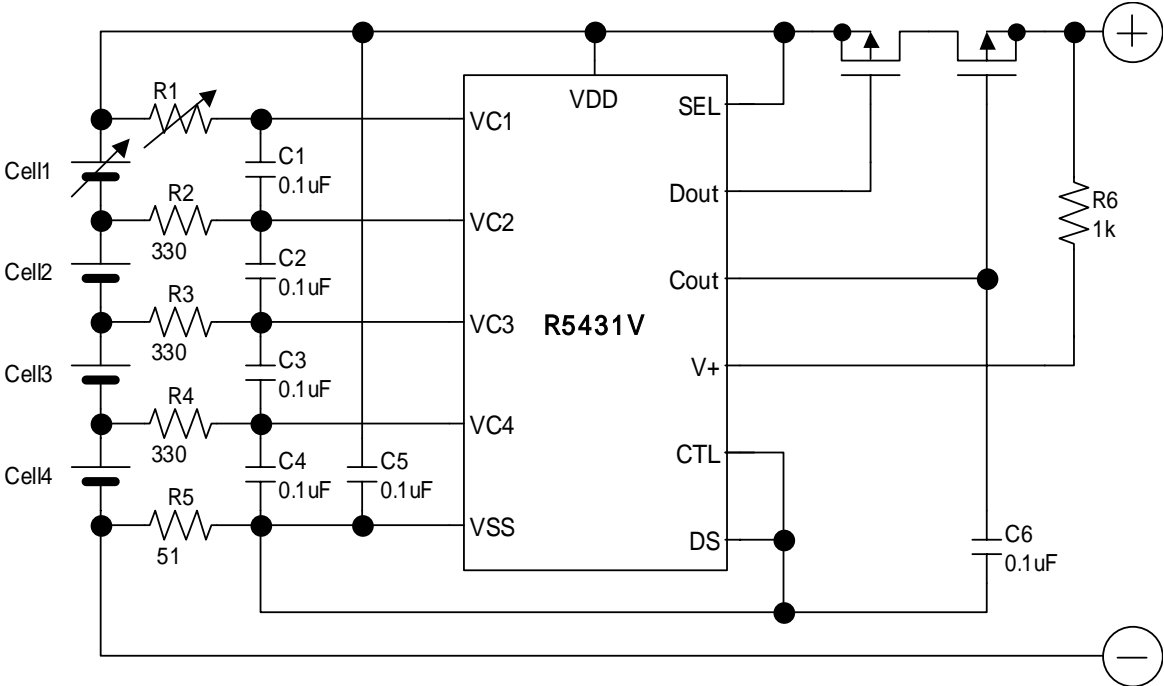 R1
VDD
SEL
VC1
Cell1
C1
0.1uF
R2
330
Dout
VC2
R6
1k
Cell2
C2
0.1uF
R3
330
Cout
VC3
R5431V
Cell3
C3
0.1uF
V+
R4
330
VC4
CTL
Cell4
C4
0.1uF
C5
0.1uF
R5
51
VSS
DS
C6
0.1uF